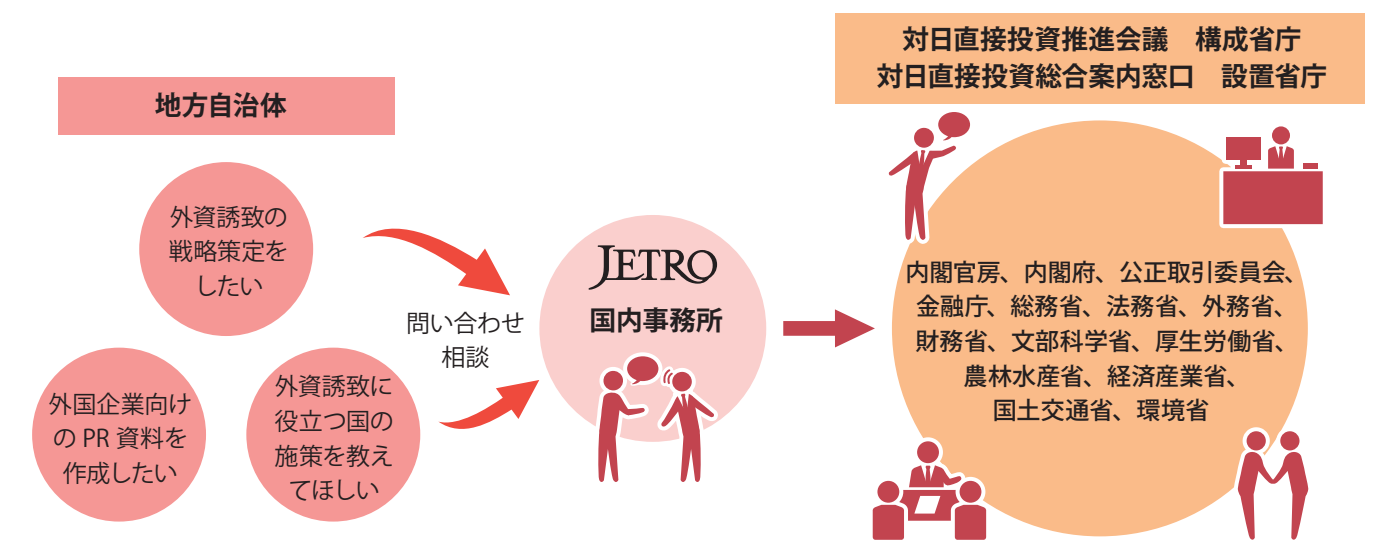 地方自治体
外資誘致の
戦略策定を
したい
外国企業向け
の PR 資料を
作成したい
外資誘致に
役立つ国の
施策を教え
てほしい
問い合わせ
相談
JETRO
国内事務所
対日直接投資推進会議　構成省庁
対日直接投資総合案内窓口　設置省庁
内閣官房、内閣府、公正取引委員会、
金融庁、総務省、法務省、外務省、
財務省、文部科学省、厚生労働省、
農林水産省、経済産業省、
国土交通省、環境省